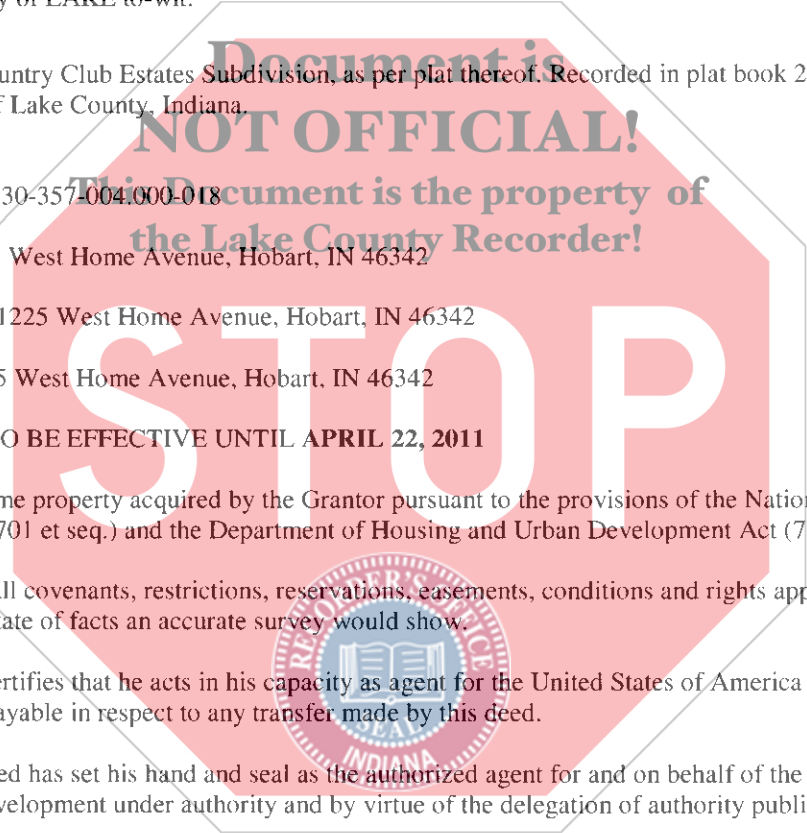 y of LAKE to-wit:
Document is
untry Club Estates Subdivision, as per plat thereof. Recorded in plat book 2
f Lake County, Indiana.
NOT OFFICIAL!
This Document is the property of
30-357-004.000-018
the Lake County Recorder!
West Home Avenue, Hobart, IN 46342
1225 West Home Avenue, Hobart, IN 46342
STOP
5 West Home Avenue, Hobart, IN 46342
O BE EFFECTIVE UNTIL APRIL 22, 2011
me property acquired by the Grantor pursuant to the provisions of the Nation
701 et seq.) and the Department of Housing and Urban Development Act (7
ll covenants, restrictions, reservations, easements, conditions and rights app
tate of facts an accurate survey would show.
RECORDER'S OFFICE
SEAL
INDIANA
ertifies that he acts in his capacity as agent for the United States of America
ayable in respect to any transfer made by this deed.
ed has set his hand and seal as the authorized agent for and on behalf of the
velopment under authority and by virtue of the delegation of authority publi